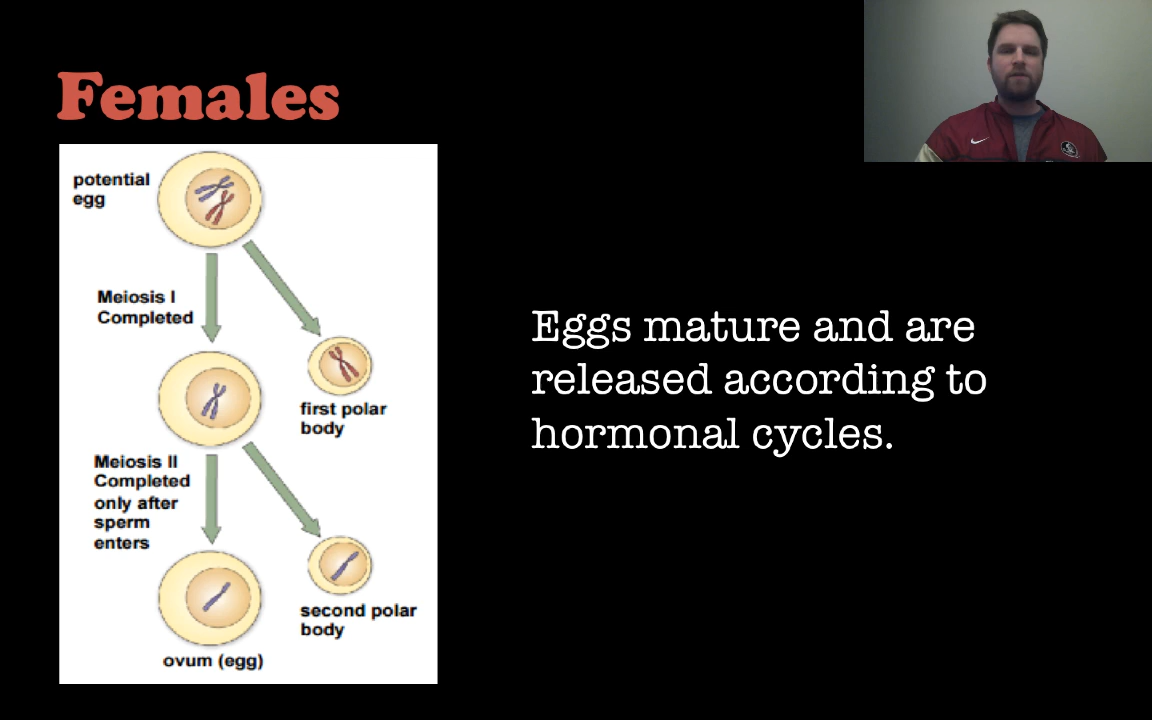 Females
potential
egg
Meiosis I
Completed
first polar
body
Meiosis II
Completed
only after
sperm
enters
second polar
body
ovum (egg)
Eggs mature and are
released according to
hormonal cycles.